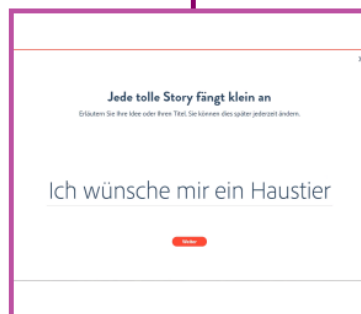 Jede tolle Story fängt klein an
Erläutern Sie Ihre Idee oder Ihren Titel. Sie können dies später jederzeit ändern.
Ich wünsche mir ein Haustier
Weiter